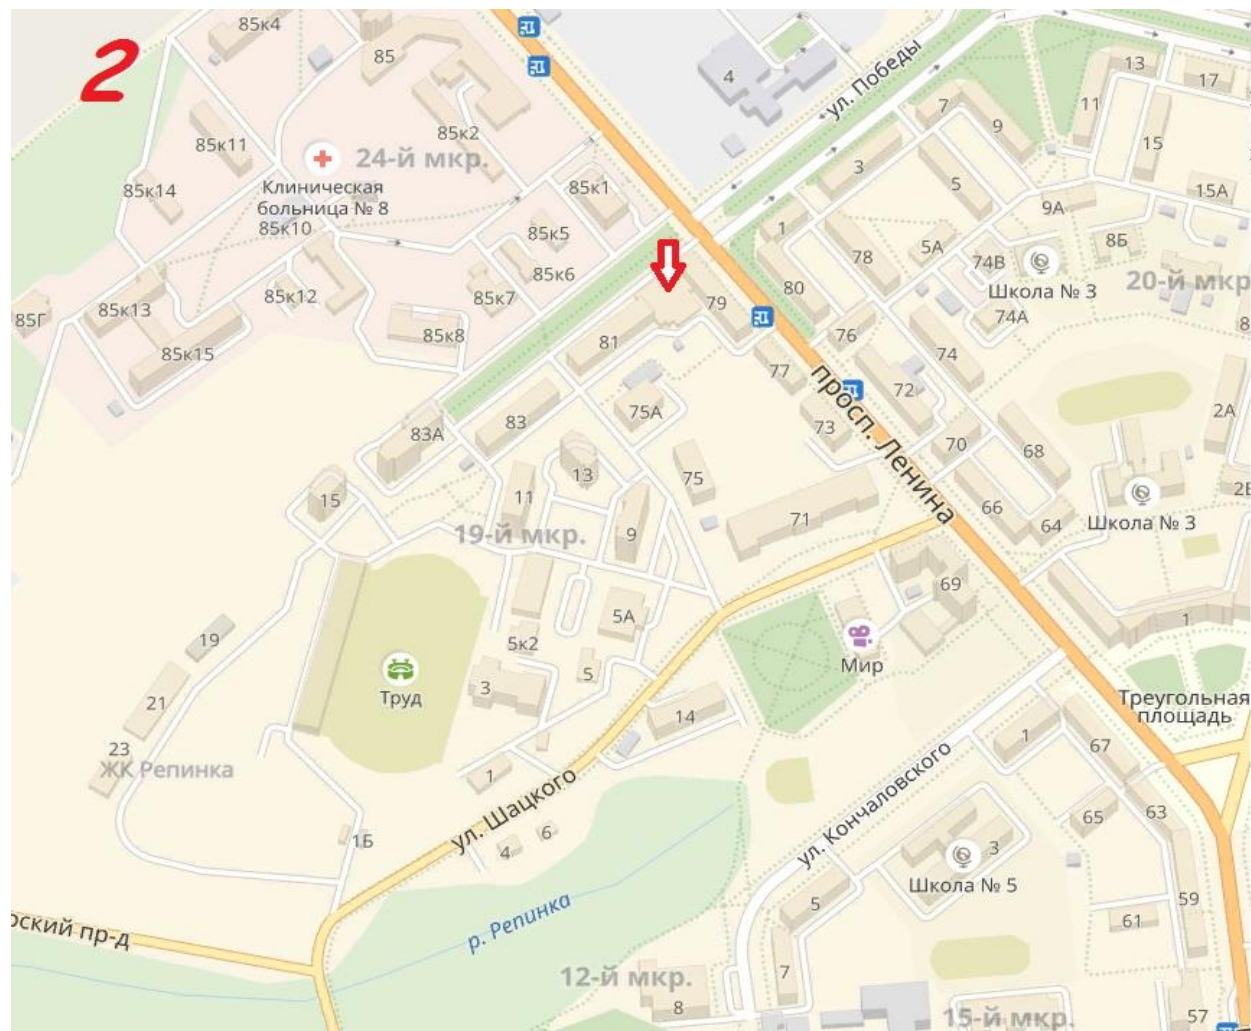 2
85к4
85
4
ул. Победы
13
17
7
11
9
85к11
85к2
15
24-й мкр.
3
5
85к14
Клиническая
больница № 8
85к1
15А
85к10
9А
1
85к5
5А
8Б
78
74В
85к6
85к12
85к7
80
Школа № 3
20-й мкр
79
85к13
85Г
74А
85к8
81
76
85к15
74
77
просп. Ленина
72
75А
83
73
2А
83А
70
68
13
75
15
11
66
71
64
Школа № 3
19-й мкр.
9
69
5А
1
19
5к2
Мир
5
Труд
3
21
14
Треугольная
площадь
1
67
23
ЖК Репинка
1
ул. Шацкого
ул. Кончаловского
63
65
1Б
6
4
3
Школа № 5
р. Репинка
5
59
61
рский пр-д
12-й мкр.
7
8
15-й мкр.
57